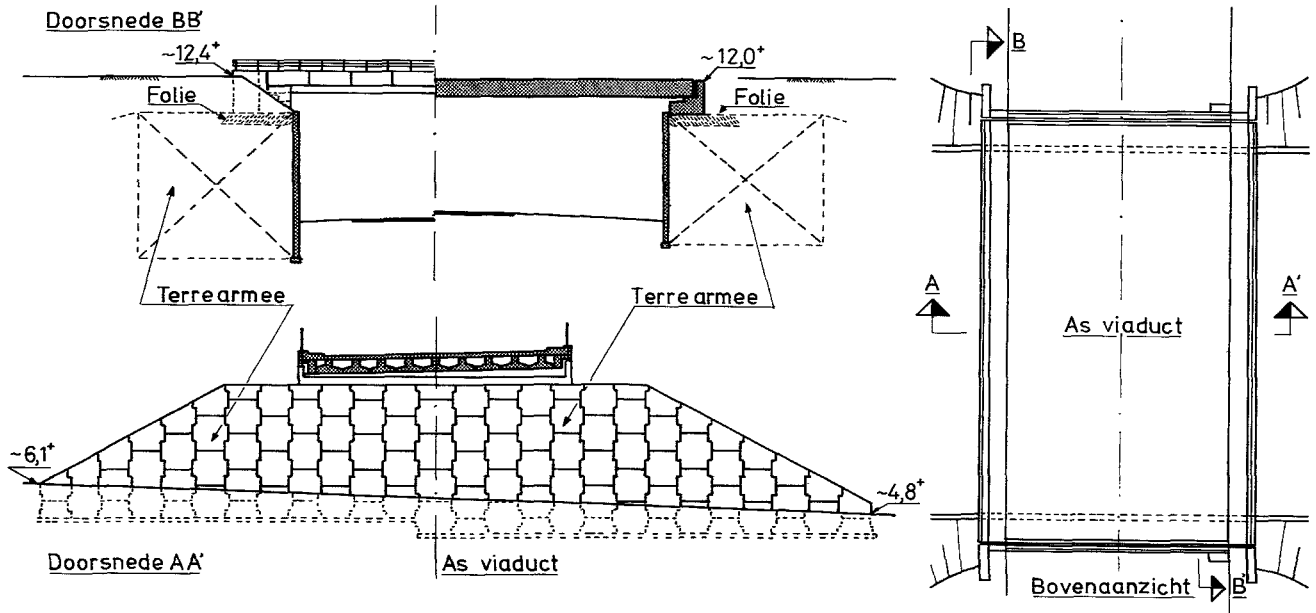 Doorsnede BB'
~12,4+
~12,0+
Folie
Folie
Terre armee
Terre armee
~6,1+
~4,8+
Doorsnede AA'
As viaduct
B
A
A'
As viaduct
Bovenaanzicht
B'